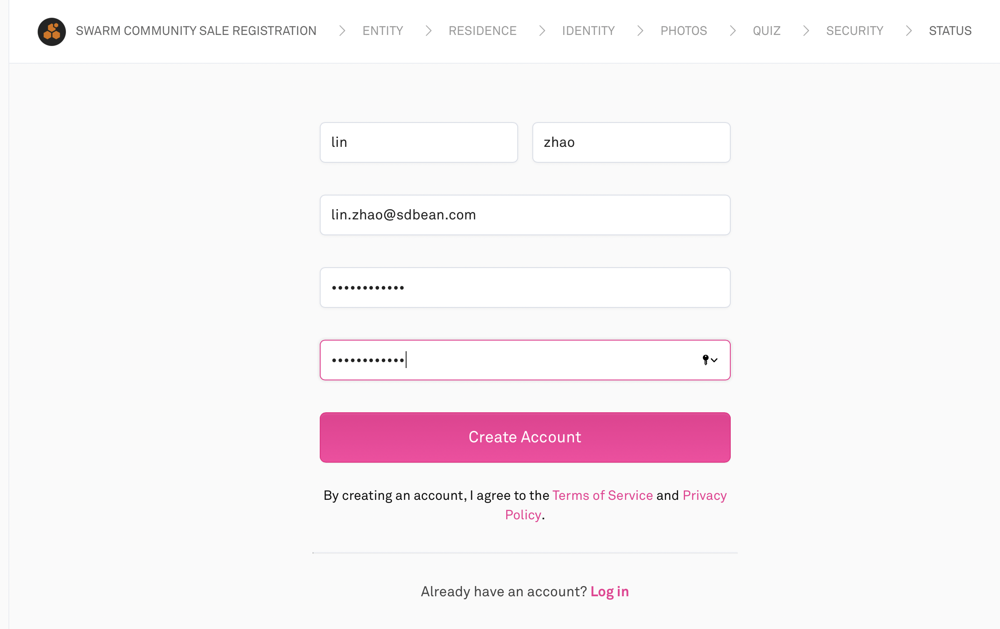 SWARM COMMUNITY SALE REGISTRATION > ENTITY > RESIDENCE > IDENTITY > PHOTOS > QUIZ > SECURITY > STATUS
lin zhao
lin.zhao@sdbean.com
••••••••••••
••••••••••••
Create Account
By creating an account, I agree to the Terms of Service and Privacy
Policy.
Already have an account? Log in